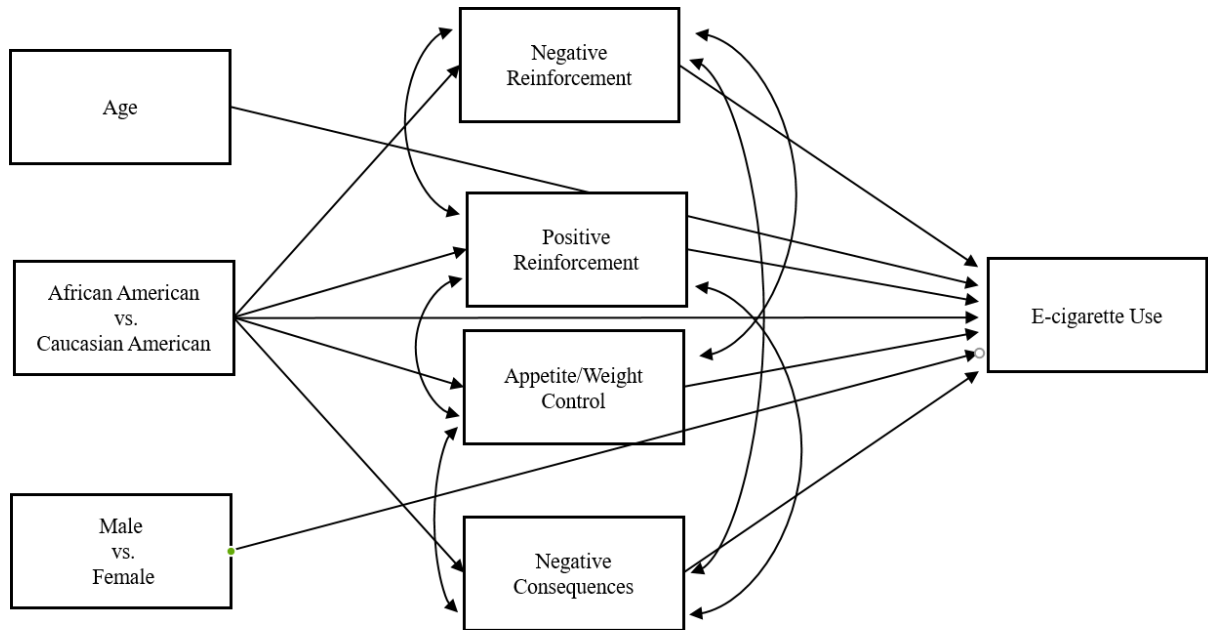 Negative
Reinforcement
Age
Positive
Reinforcement
African American
vs.
Caucasian American
E-cigarette Use
Appetite/Weight
Control
Male
vs.
Female
Negative
Consequences